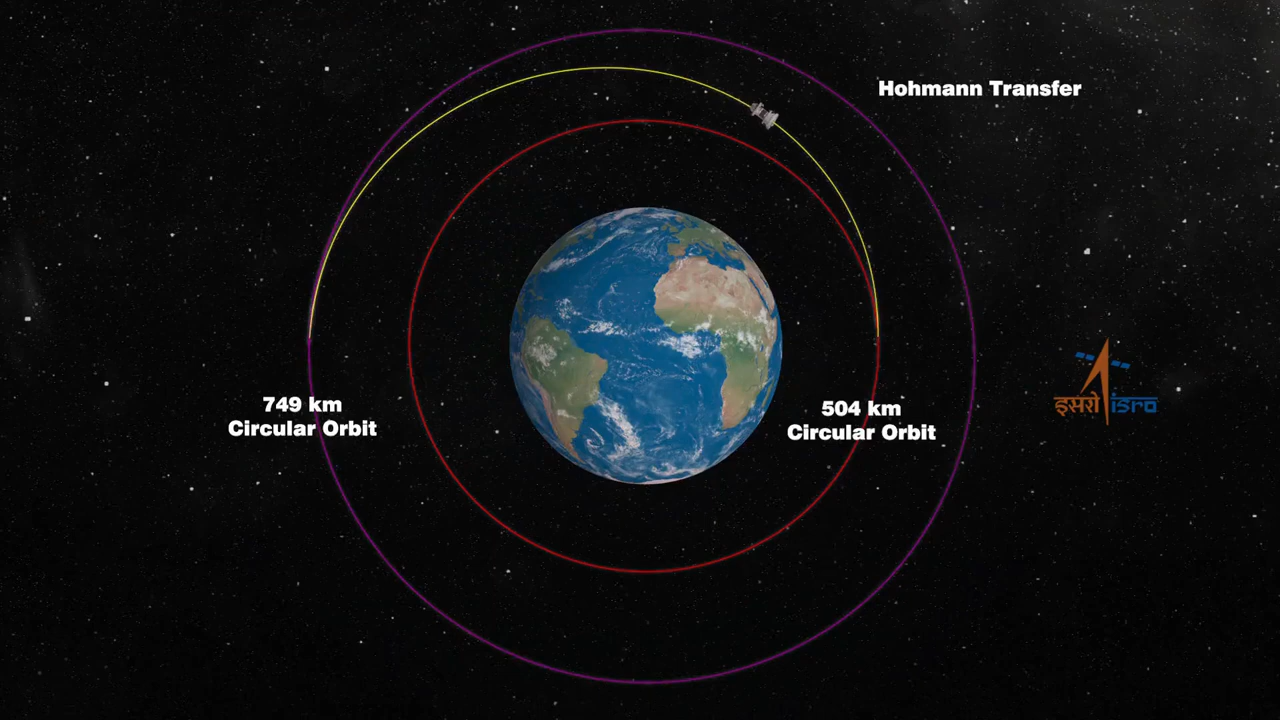 Hohmann Transfer
749 km
Circular Orbit
504 km
Circular Orbit
इसरो isro